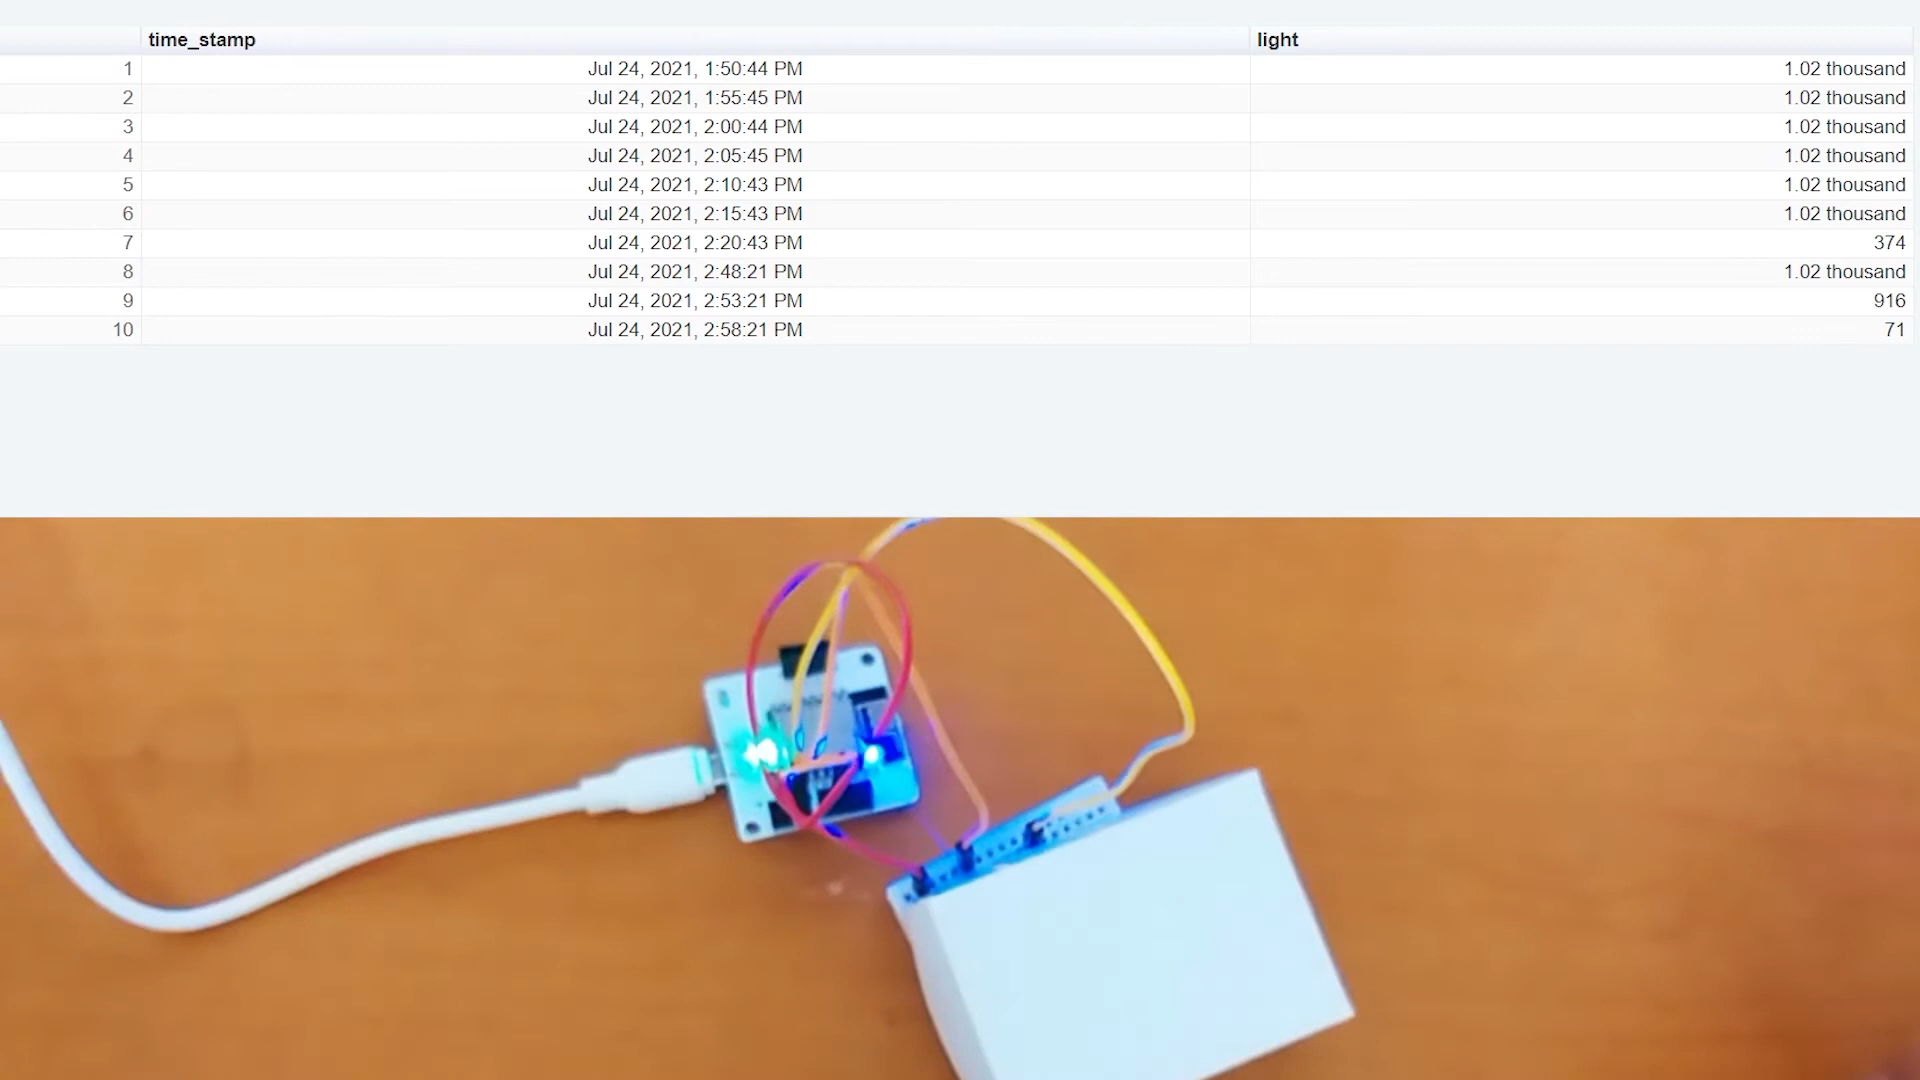 time_stamp light
1 Jul 24, 2021, 1:50:44 PM 1.02 thousand
2 Jul 24, 2021, 1:55:45 PM 1.02 thousand
3 Jul 24, 2021, 2:00:44 PM 1.02 thousand
4 Jul 24, 2021, 2:05:45 PM 1.02 thousand
5 Jul 24, 2021, 2:10:43 PM 1.02 thousand
6 Jul 24, 2021, 2:15:43 PM 1.02 thousand
7 Jul 24, 2021, 2:20:43 PM 374
8 Jul 24, 2021, 2:48:21 PM 1.02 thousand
9 Jul 24, 2021, 2:53:21 PM 916
10 Jul 24, 2021, 2:58:21 PM 71